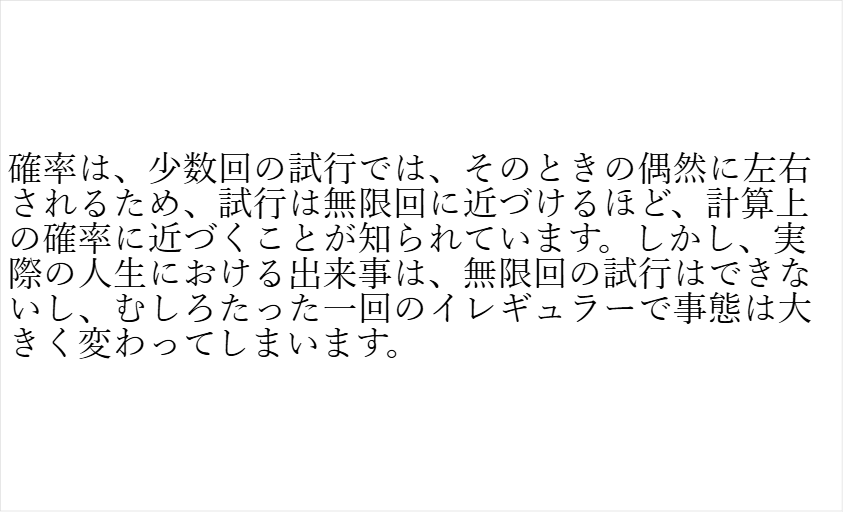 確率は、少数回の試行では、そのときの偶然に左右
されるため、試行は無限回に近づけるほど、計算上
の確率に近づくことが知られています。しかし、実
際の人生における出来事は、無限回の試行はできな
いし、むしろたった一回のイレギュラーで事態は大
きく変わってしまいます。